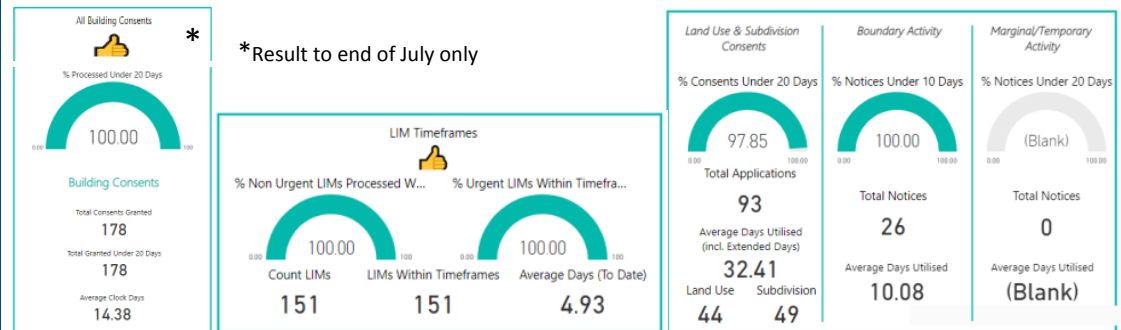 All Building Consents
*
% Processed Under 20 Days
100.00
0.00
100
Building Consents
Total Consents Granted
178
Total Granted Under 20 Days
178
Average Clock Days
14.38
*Result to end of July only
LIM Timeframes
% Non Urgent LIMs Processed W...
100.00
0.00
100
% Urgent LIMs Within Timefra...
100.00
0.00
100
Count LIMs
151
LIMs Within Timeframes
151
Average Days (To Date)
4.93
Land Use & Subdivision
Consents
% Consents Under 20 Days
97.85
0.00
100.00
Total Applications
93
Average Days Utilised
(incl. Extended Days)
32.41
Land Use
44
Subdivision
49
Boundary Activity
% Notices Under 10 Days
100.00
0.00
100.00
Total Notices
26
Average Days Utilised
10.08
Marginal/Temporary
Activity
% Notices Under 20 Days
(Blank)
0.00
100.00
Total Notices
0
Average Days Utilised
(Blank)